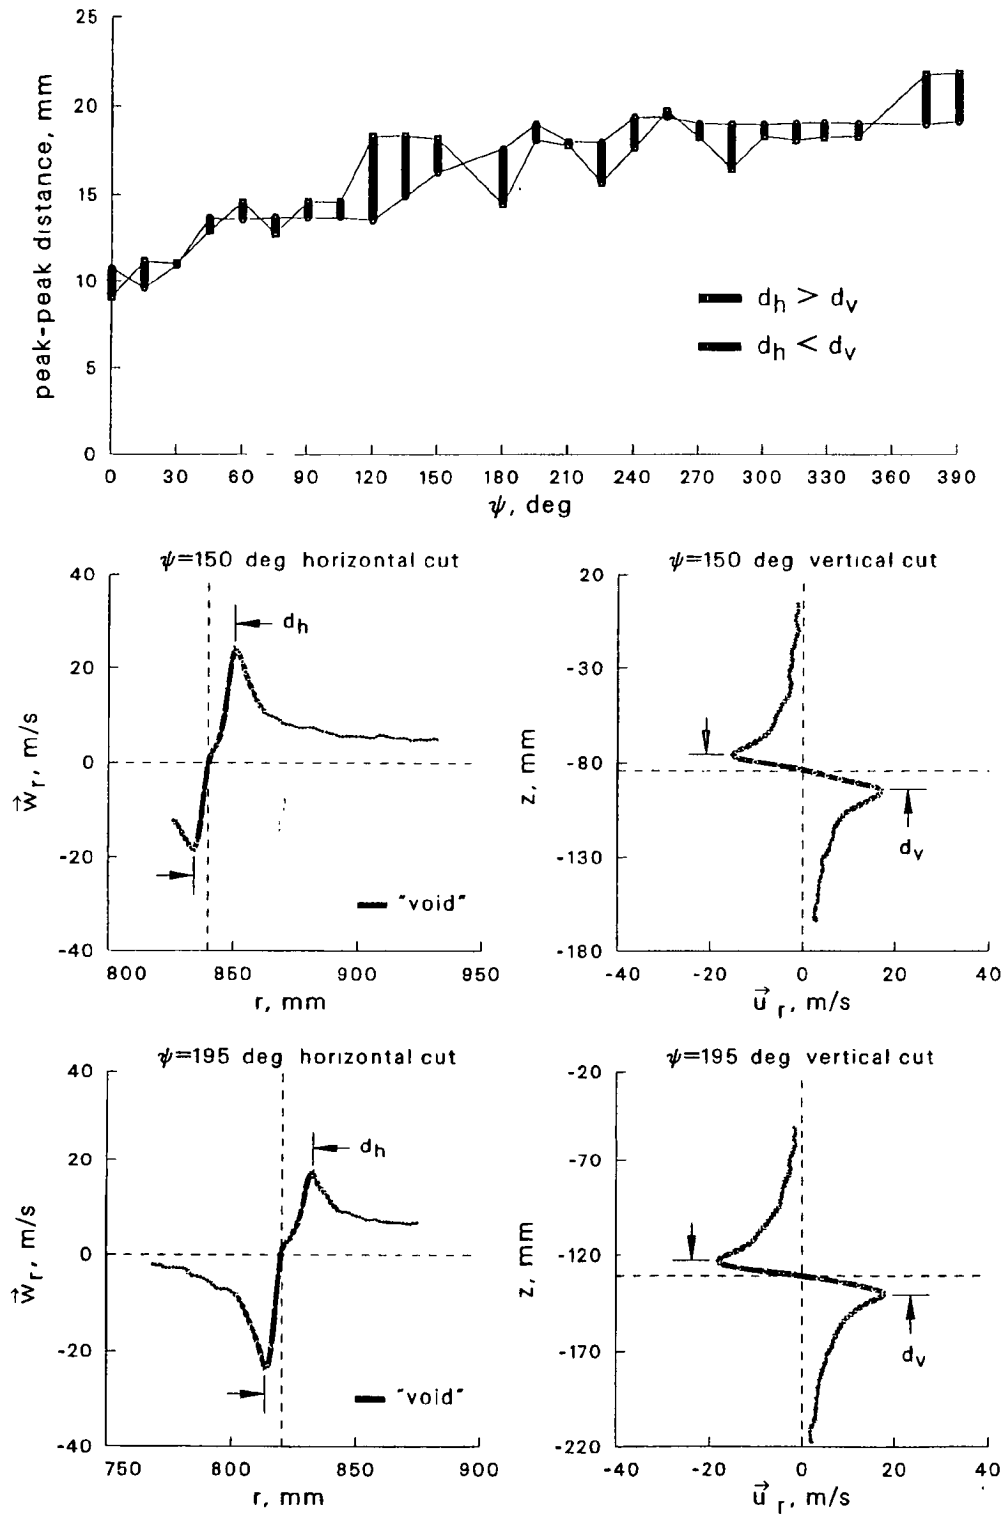 25
20
15
10
5
0
peak-peak distance, mm
d_h > d_v
d_h < d_v
0 30 60 90 120 150 180 210 240 270 300 330 360 390
ψ, deg
ψ=150 deg horizontal cut
40
20
0
-20
-40
w⃗_r, m/s
d_h
"void"
800 850 900 950
r, mm
ψ=150 deg vertical cut
20
-30
-80
-130
-180
z, mm
d_v
-40 -20 0 20 40
u⃗_r, m/s
ψ=195 deg horizontal cut
40
20
0
-20
-40
w⃗_r, m/s
d_h
"void"
750 800 850 900
r, mm
ψ=195 deg vertical cut
-20
-70
-120
-170
-220
z, mm
d_v
-40 -20 0 20 40
u⃗_r, m/s